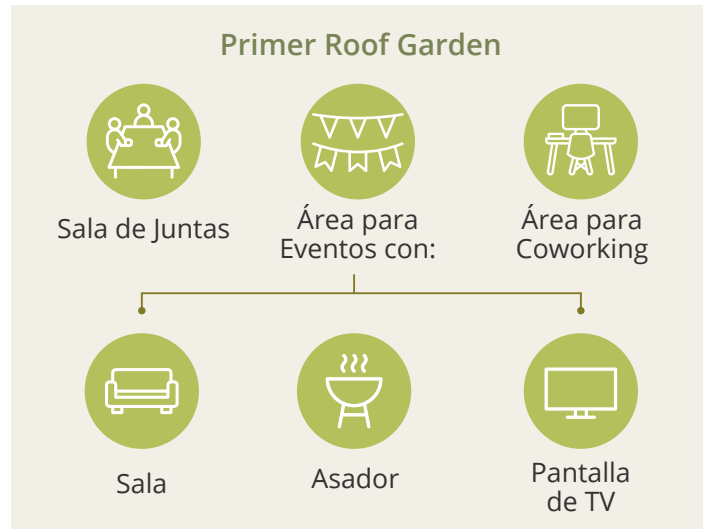 Primer Roof Garden
Sala de Juntas
Área para
Eventos con:
Área para
Coworking
Sala
Asador
Pantalla
de TV